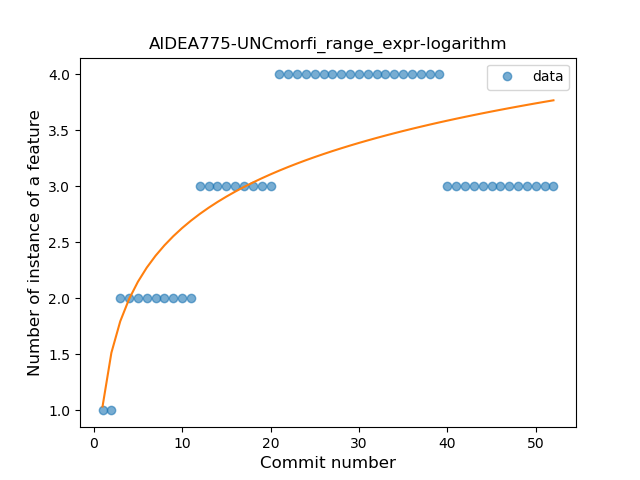 AIDEA775-UNCmorfi_range_expr-logarithm
data
Number of instance of a feature
4.0
3.5
3.0
2.5
2.0
1.5
1.0
0 10 20 30 40 50
Commit number